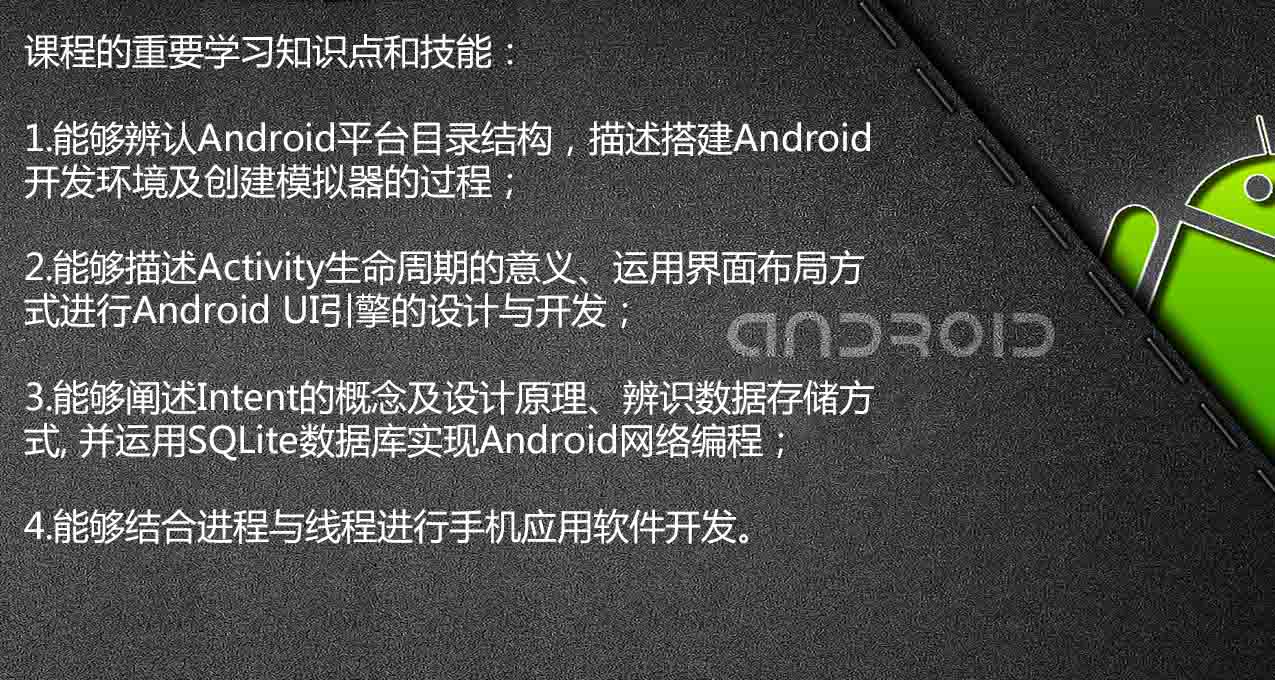 课程的重要学习知识点和技能：
1.能够辨认Android平台目录结构，描述搭建Android
开发环境及创建模拟器的过程；
2.能够描述Activity生命周期的意义、运用界面布局方
式进行Android UI引擎的设计与开发；
ANDROID
3.能够阐述Intent的概念及设计原理、辨识数据存储方
式, 并运用SQLite数据库实现Android网络编程；
4.能够结合进程与线程进行手机应用软件开发。